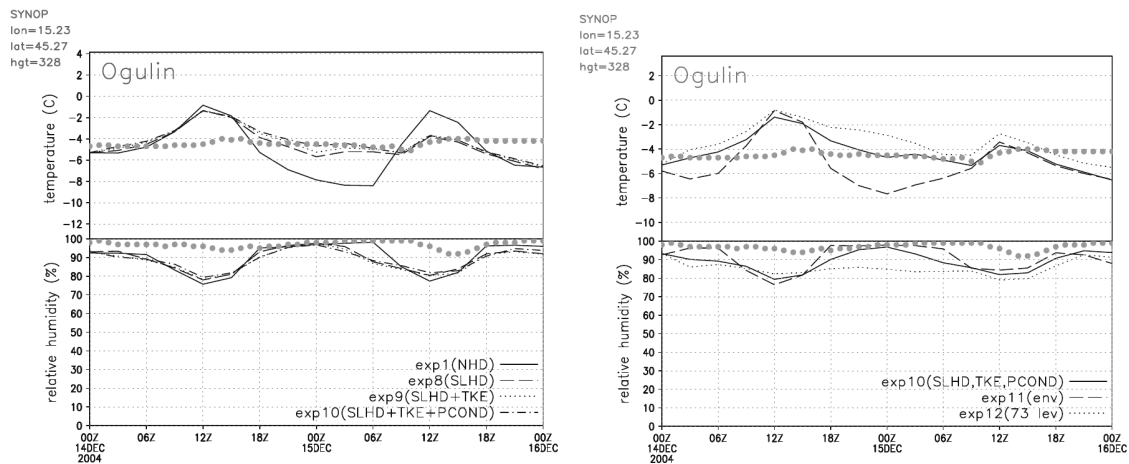 SYNOP
lon=15.23
lat=45.27
hgt=328
Ogulin
temperature (C)
4
2
0
−2
−4
−6
−8
−10
−12
relative humidity (%)
100
90
80
70
60
50
40
30
20
10
0
exp1(NHD)
exp8(SLHD)
exp9(SLHD+TKE)
exp10(SLHD+TKE+PCOND)
00Z 06Z 12Z 18Z 00Z 06Z 12Z 18Z 00Z
14DEC 15DEC 16DEC
2004
SYNOP
lon=15.23
lat=45.27
hgt=328
Ogulin
temperature (C)
2
0
−2
−4
−6
−8
−10
relative humidity (%)
100
90
80
70
60
50
40
30
20
10
0
exp10(SLHD,TKE,PCOND)
exp11(env)
exp12(73 lev)
00Z 06Z 12Z 18Z 00Z 06Z 12Z 18Z 00Z
14DEC 15DEC 16DEC
2004